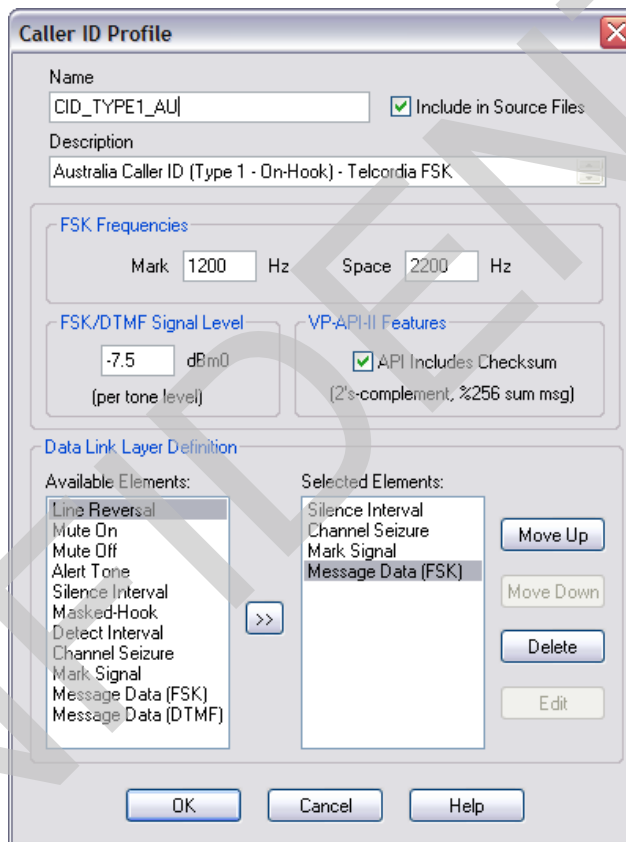 Caller ID Profile
Name
CID_TYPE1_AU
Include in Source Files
Description
Australia Caller ID (Type 1 - On-Hook) - Telcordia FSK
FSK Frequencies
Mark 1200 Hz Space 2200 Hz
FSK/DTMF Signal Level
-7.5 dBm0
(per tone level)
VP-API-II Features
API Includes Checksum
(2's-complement, %256 sum msg)
Data Link Layer Definition
Available Elements:
Line Reversal
Mute On
Mute Off
Alert Tone
Silence Interval
Masked-Hook
Detect Interval
Channel Seizure
Mark Signal
Message Data (FSK)
Message Data (DTMF)
>>
Selected Elements:
Silence Interval
Channel Seizure
Mark Signal
Message Data (FSK)
Move Up
Move Down
Delete
Edit
OK Cancel Help
NFIDEN